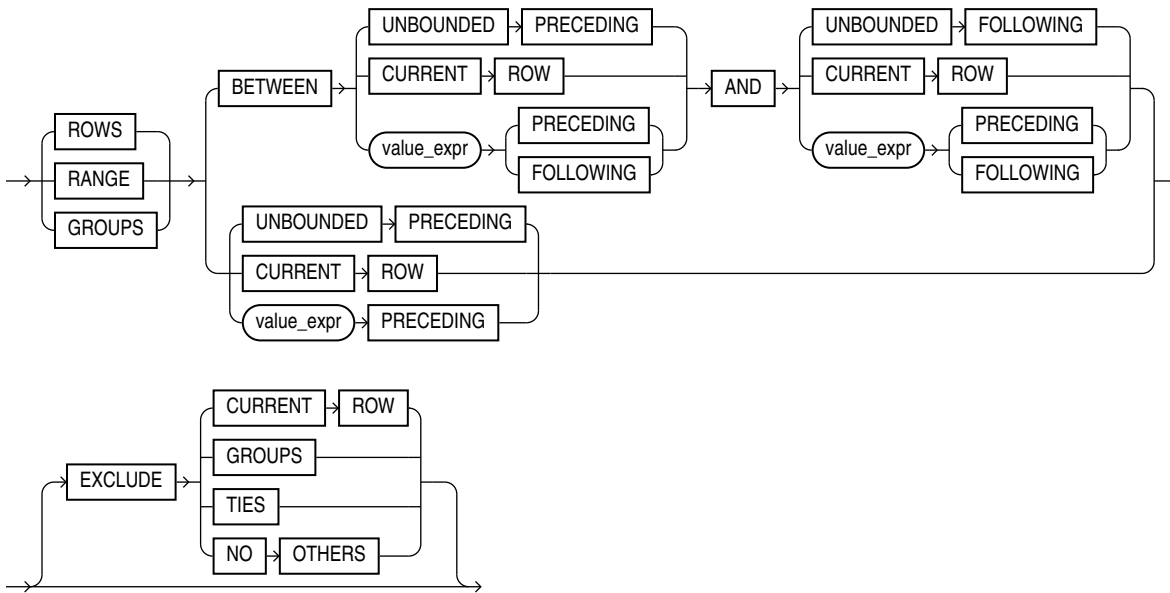 UNBOUNDED PRECEDING UNBOUNDED FOLLOWING
BETWEEN CURRENT ROW AND CURRENT ROW
ROWS value_expr PRECEDING value_expr PRECEDING
FOLLOWING FOLLOWING
RANGE
GROUPS
UNBOUNDED PRECEDING
CURRENT ROW
value_expr PRECEDING
CURRENT ROW
EXCLUDE GROUPS
TIES
NO OTHERS